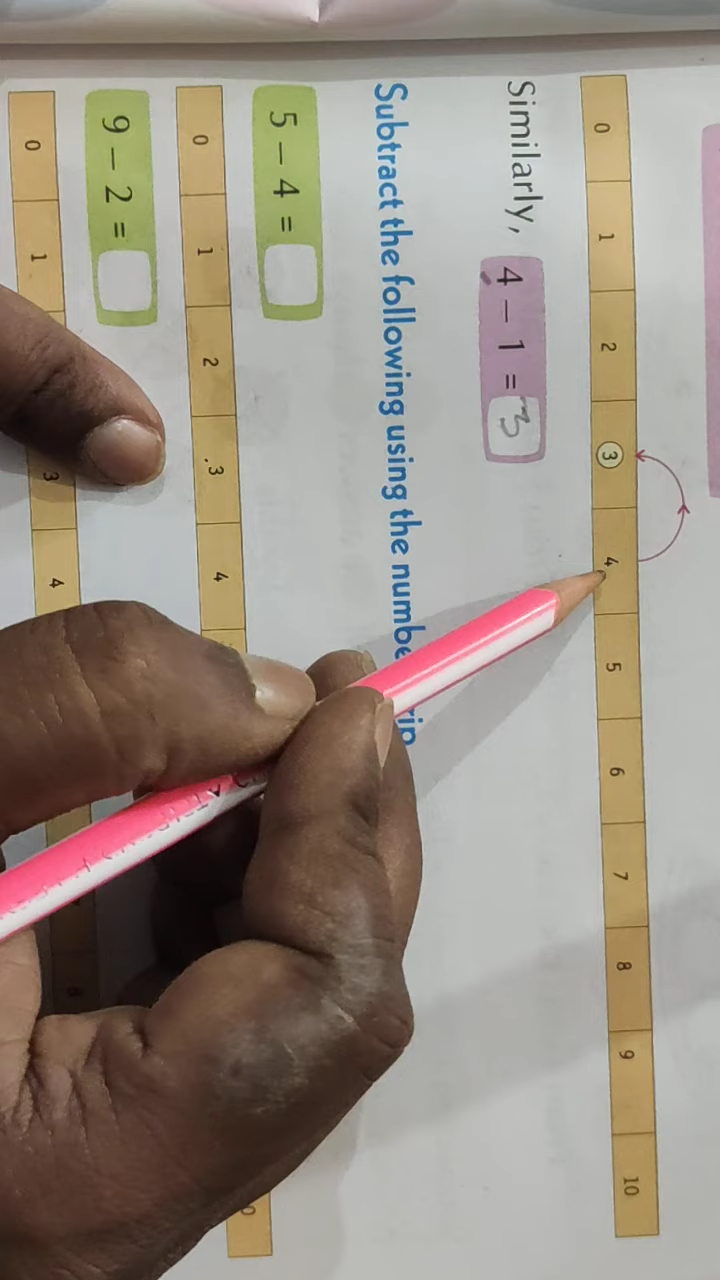 0 1 2 3 4 5 6 7 8 9 10
Similarly, 4 – 1 = 3
Subtract the following using the
5 – 4 =
0 1 2 3 4
9 – 2 =
0 1 3 4